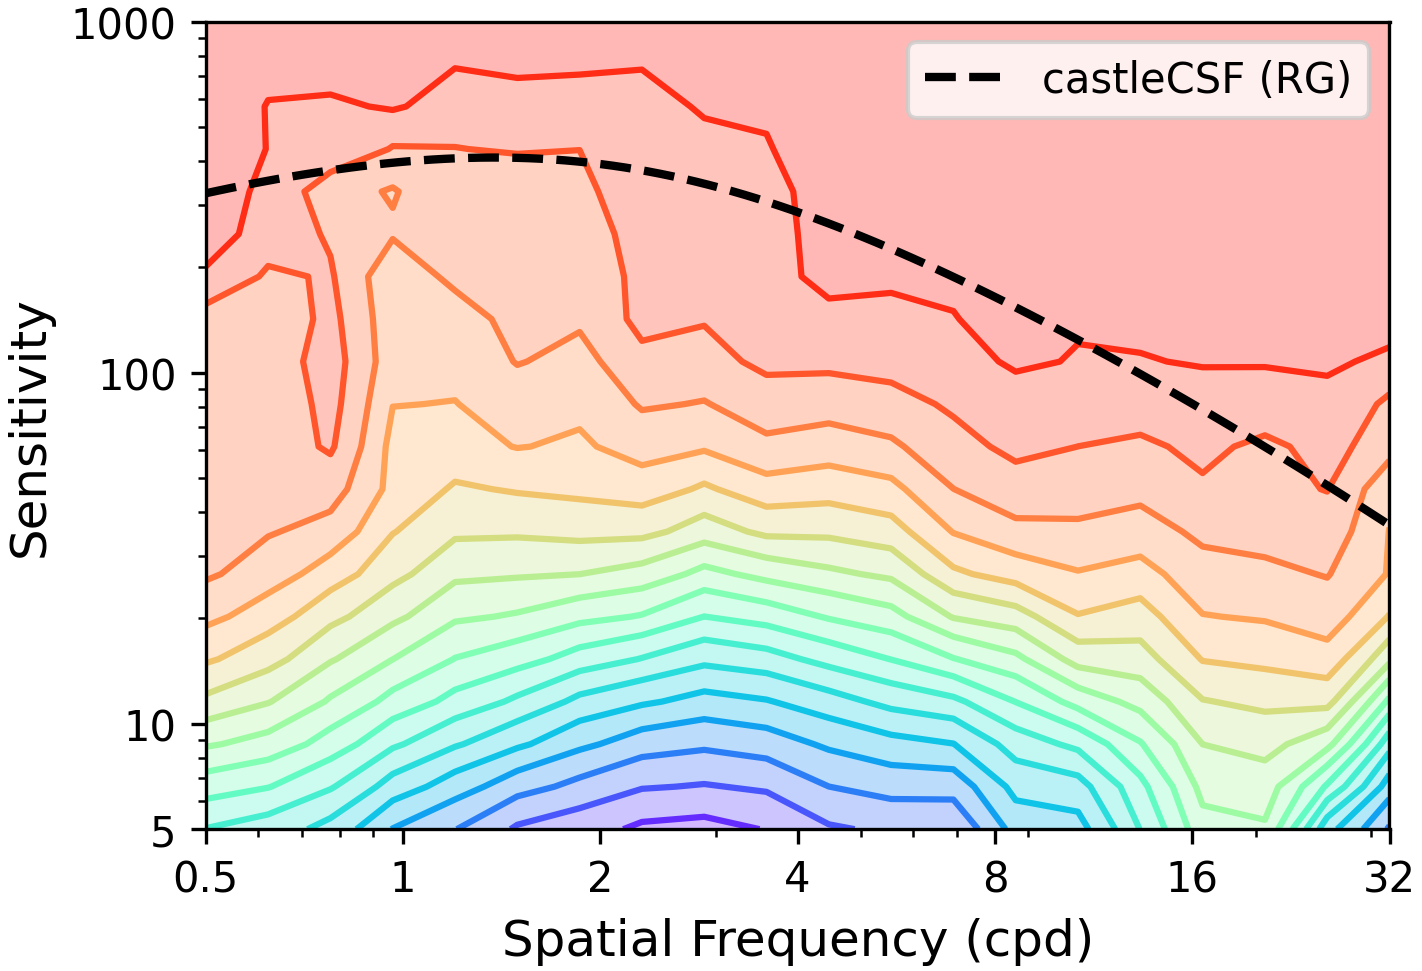 1000
100
10
5
Sensitivity
castleCSF (RG)
0.5 1 2 4 8 16 32
Spatial Frequency (cpd)